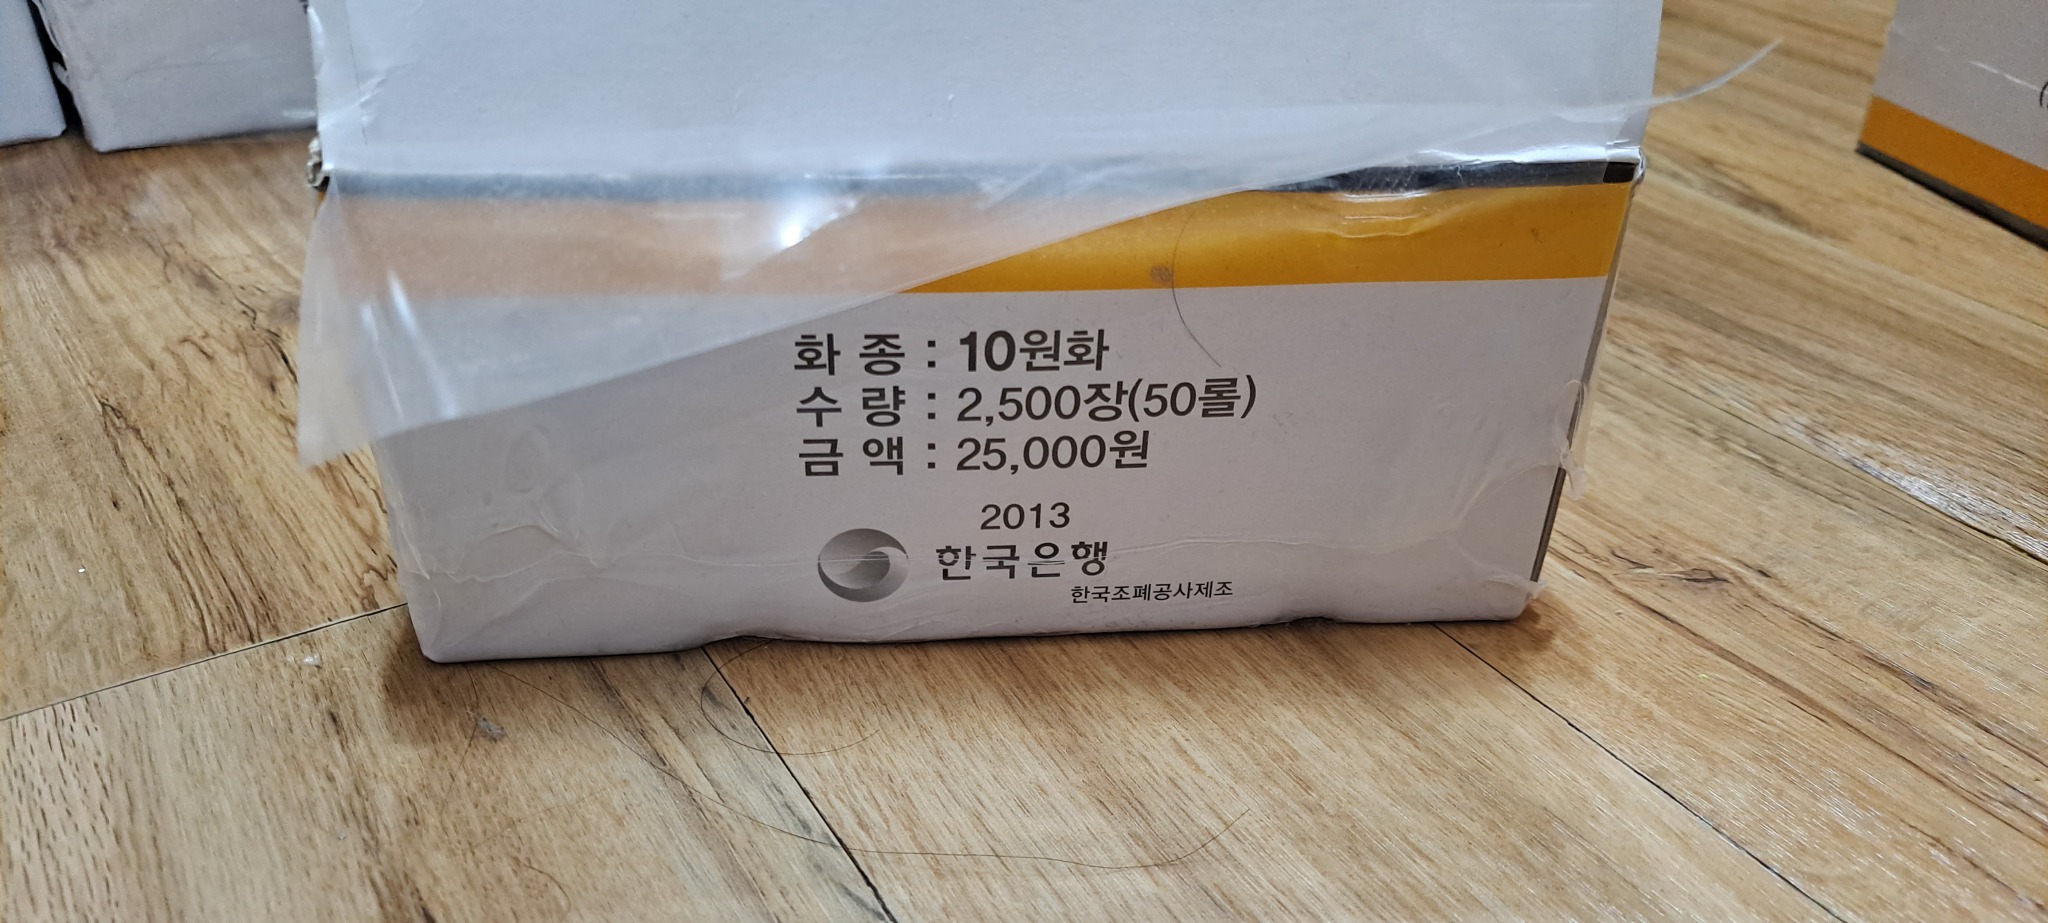 화 종 : 10원화
수 량 : 2,500장(50롤)
금 액 : 25,000원
2013
한국은행
한국조폐공사제조